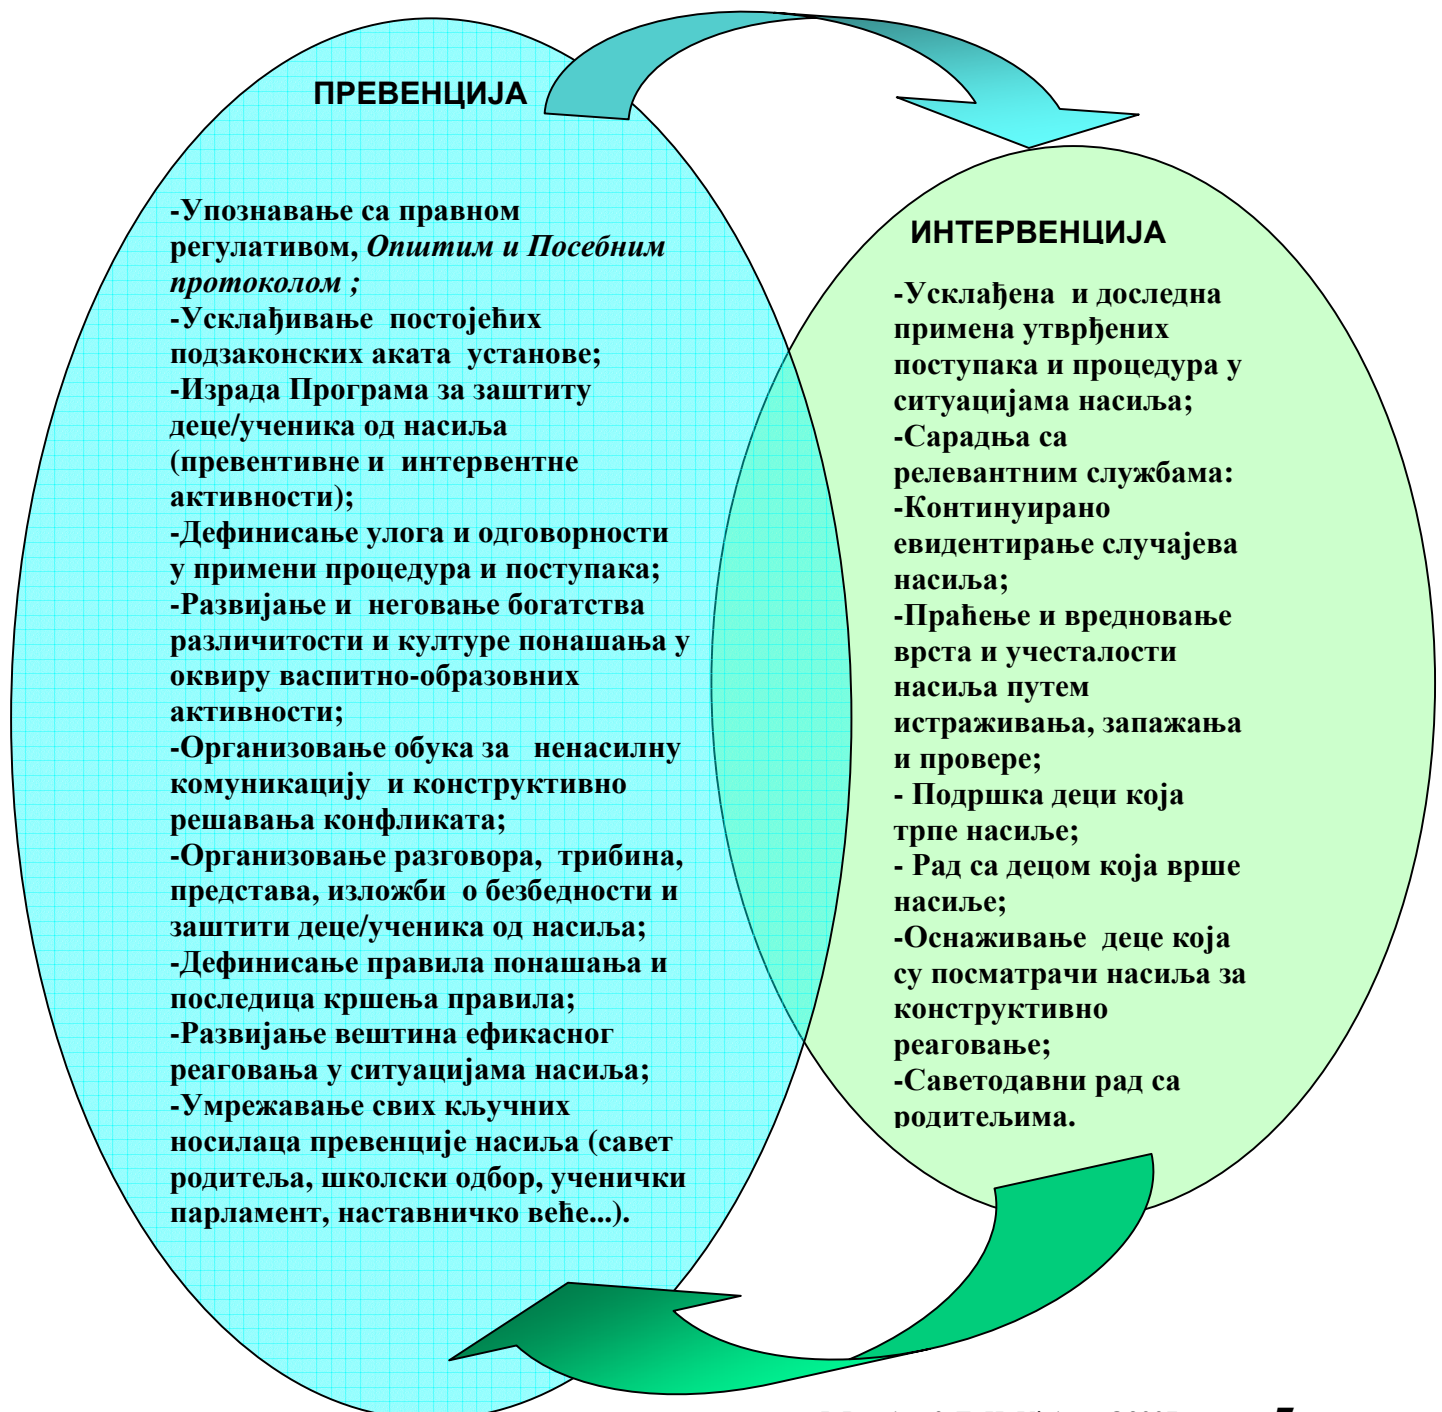 ПРЕВЕНЦИЈА
-Упознавање са правном
регулативом, Општим и Посебним
протоколом ;
-Усклађивање постојећих
подзаконских аката установе;
-Израда Програма за заштиту
деце/ученика од насиља
(превентивне и интервентне
активности);
-Дефинисање улога и одговорности
у примени процедура и поступака;
-Развијање и неговање богатства
различитости и културе понашања у
оквиру васпитно-образовних
активности;
-Организовање обука за ненасилну
комуникацију и конструктивно
решавања конфликата;
-Организовање разговора, трибина,
представа, изложби о безбедности и
заштити деце/ученика од насиља;
-Дефинисање правила понашања и
последица кршења правила;
-Развијање вештина ефикасног
реаговања у ситуацијама насиља;
-Умрежавање свих кључних
носилаца превенције насиља (савет
родитеља, школски одбор, ученички
парламент, наставничко веће...).
ИНТЕРВЕНЦИЈА
-Усклађена и доследна
примена утврђених
поступака и процедура у
ситуацијама насиља;
-Сарадња са
релевантним службама:
-Континуирано
евидентирање случајева
насиља;
-Праћење и вредновање
врста и учесталости
насиља путем
истраживања, запажања
и провере;
- Подршка деци која
трпе насиље;
- Рад са децом која врше
насиље;
-Оснаживање деце која
су посматрачи насиља за
конструктивно
реаговање;
-Саветодавни рад са
родитељима.